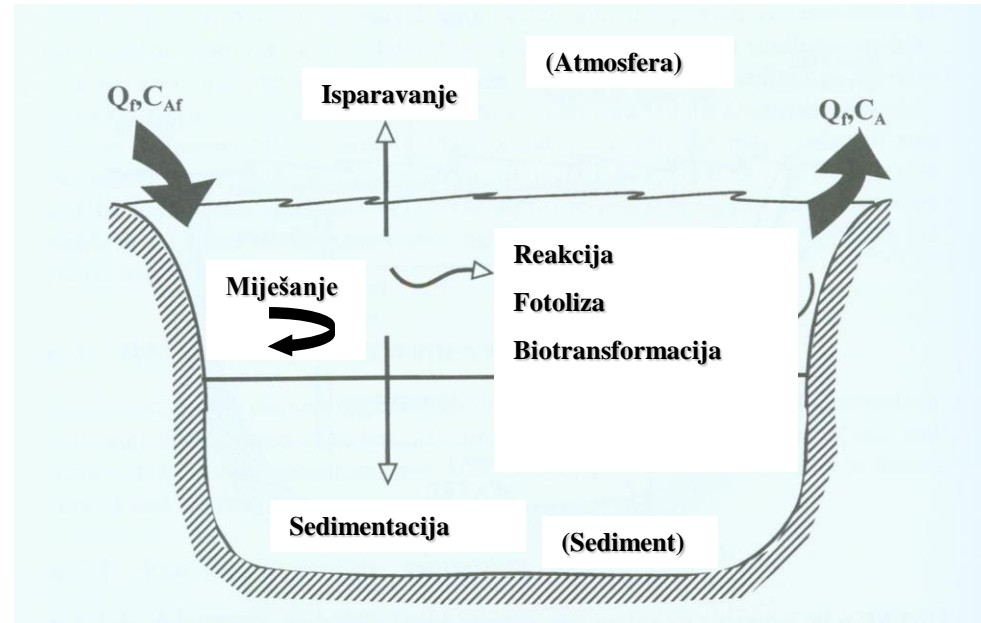 (Atmosfera)
Isparavanje
Q_f,C_Af
Q_f,C_A
Reakcija
Miješanje
Fotoliza
Biotransformacija
Sedimentacija
(Sediment)